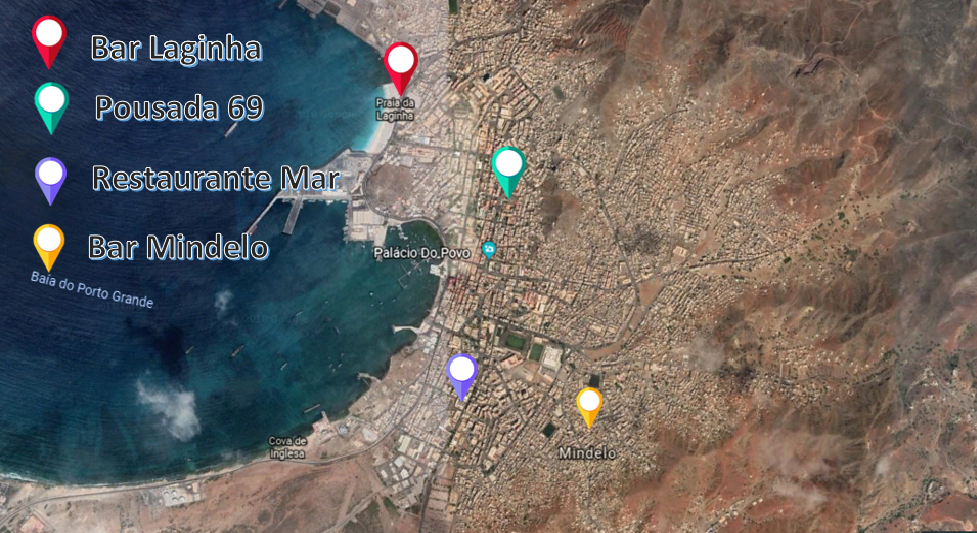 Bar Laginha
Pousada 69
Restaurante Mar
Bar Mindelo
Baía do Porto Grande
Praia da
Laginha
Palácio Do Povo
Cova de
Inglesa
Mindelo